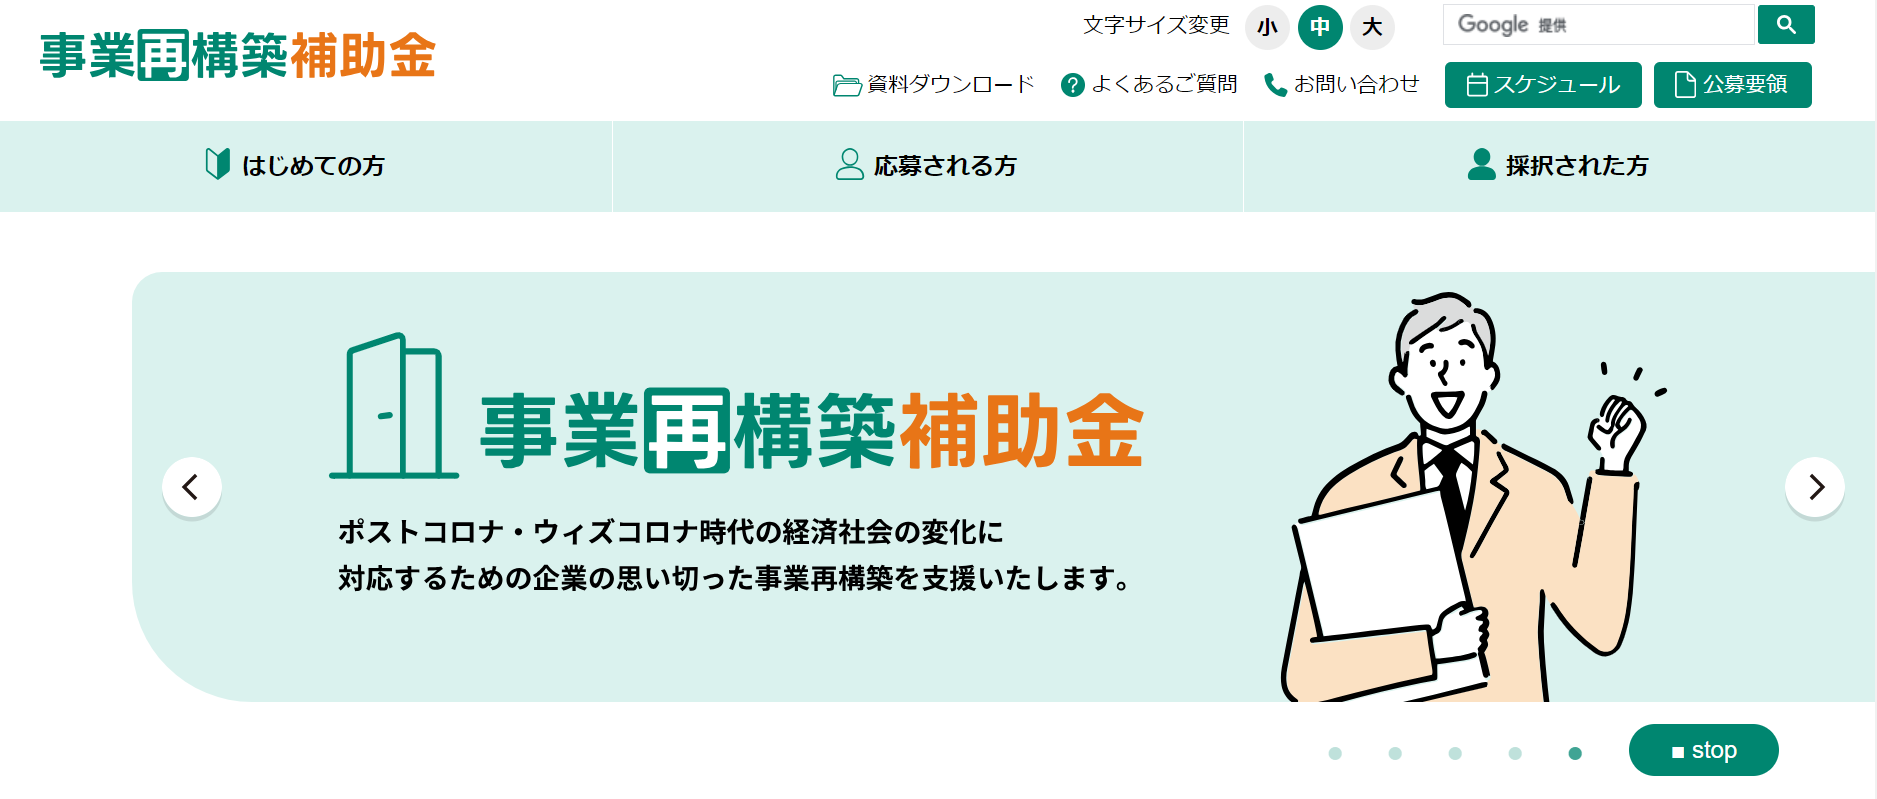 事業再構築補助金
文字サイズ変更 小 中 大
Google 提供
資料ダウンロード ? よくあるご質問 お問い合わせ スケジュール 公募要領
はじめての方 応募される方 採択された方
事業再構築補助金
ポストコロナ・ウィズコロナ時代の経済社会の変化に
対応するための企業の思い切った事業再構築を支援いたします。
stop